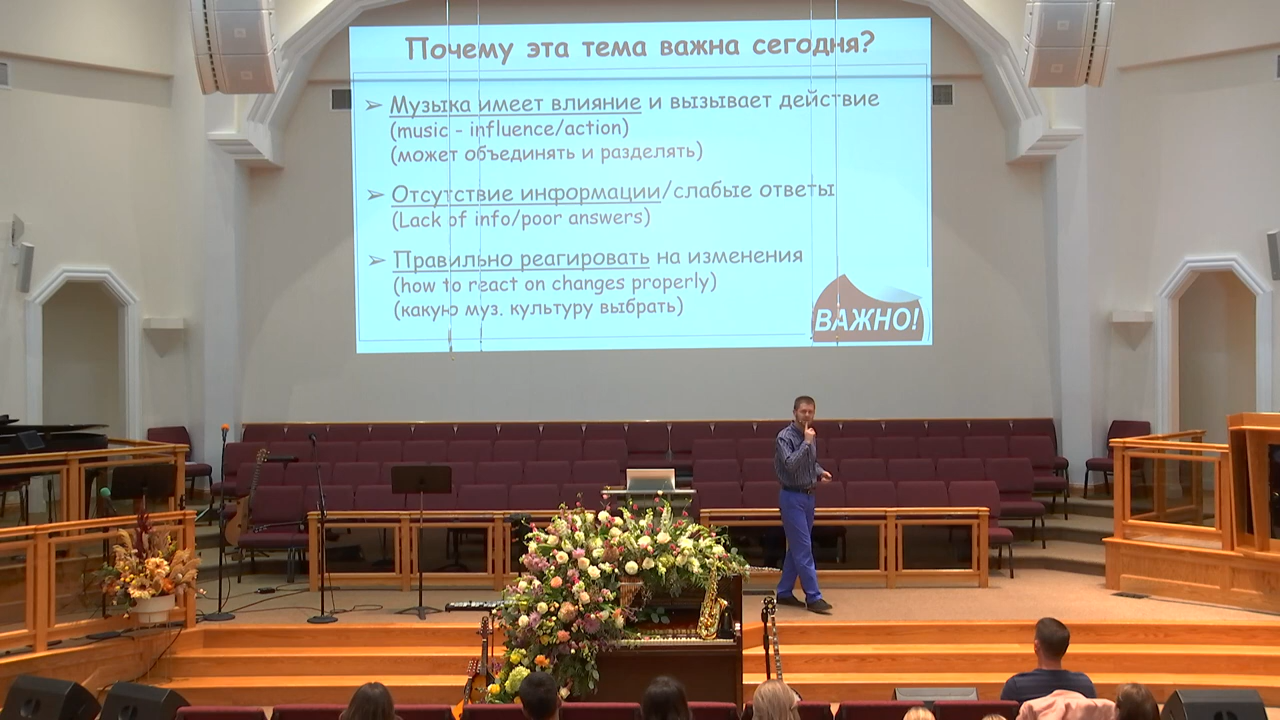 Почему эта тема важна сегодня?
➢ Музыка имеет влияние и вызывает действие
(music - influence/action)
(может объединять и разделять)
➢ Отсутствие информации/слабые ответы
(Lack of info/poor answers)
➢ Правильно реагировать на изменения
(how to react on changes properly)
(какую муз. культуру выбрать)
ВАЖНО!